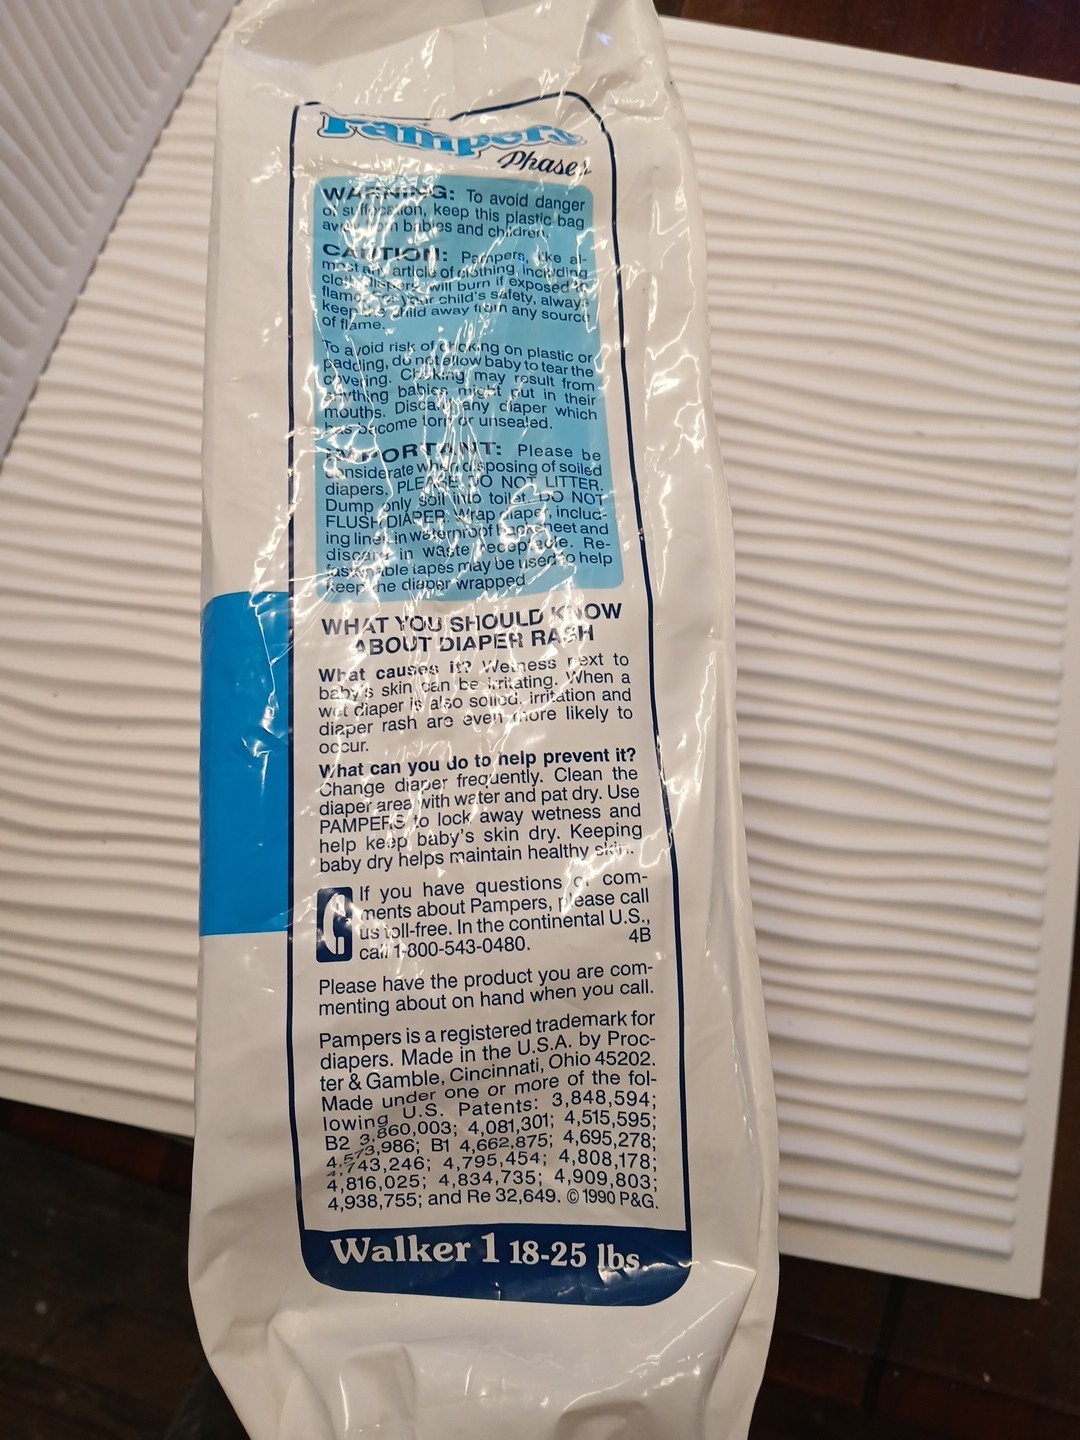 Pampers
Phases
WARNING: To avoid danger
of suffocation, keep this plastic bag
away from babies and children.
CAUTION: Pampers, like al-
most any article of clothing, including
cloth diapers, will burn if exposed to
flame. For your child's safety, always
keep the child away from any source
of flame.
To avoid risk of choking on plastic or
padding, do not allow baby to tear the
covering. Choking may result from
anything babies might put in their
mouths. Discard any diaper which
has become torn or unsealed.
IMPORTANT: Please be
considerate when disposing of soiled
diapers. PLEASE DO NOT LITTER.
Dump only soil into toilet. DO NOT
FLUSH DIAPER. Wrap diaper, includ-
ing liner, in waterproof backsheet and
discard in waste receptacle. Re-
fastenable tapes may be used to help
keep the diaper wrapped
WHAT YOU SHOULD KNOW
ABOUT DIAPER RASH
What causes it? Wetness next to
baby's skin can be irritating. When a
wet diaper is also soiled, irritation and
diaper rash are even more likely to
occur.
What can you do to help prevent it?
Change diaper frequently. Clean the
diaper area with water and pat dry. Use
PAMPERS to lock away wetness and
help keep baby's skin dry. Keeping
baby dry helps maintain healthy skin.
If you have questions or com-
ments about Pampers, please call
us toll-free. In the continental U.S.,
call 1-800-543-0480. 4B
Please have the product you are com-
menting about on hand when you call.
Pampers is a registered trademark for
diapers. Made in the U.S.A. by Proc-
ter & Gamble, Cincinnati, Ohio 45202.
Made under one or more of the fol-
lowing U.S. Patents: 3,848,594;
B2 3,860,003; 4,081,301; 4,515,595;
4,573,986; B1 4,662,875; 4,695,278;
4,743,246; 4,795,454; 4,808,178;
4,816,025; 4,834,735; 4,909,803;
4,938,755; and Re 32,649. © 1990 P&G.
Walker 1 18-25 lbs.